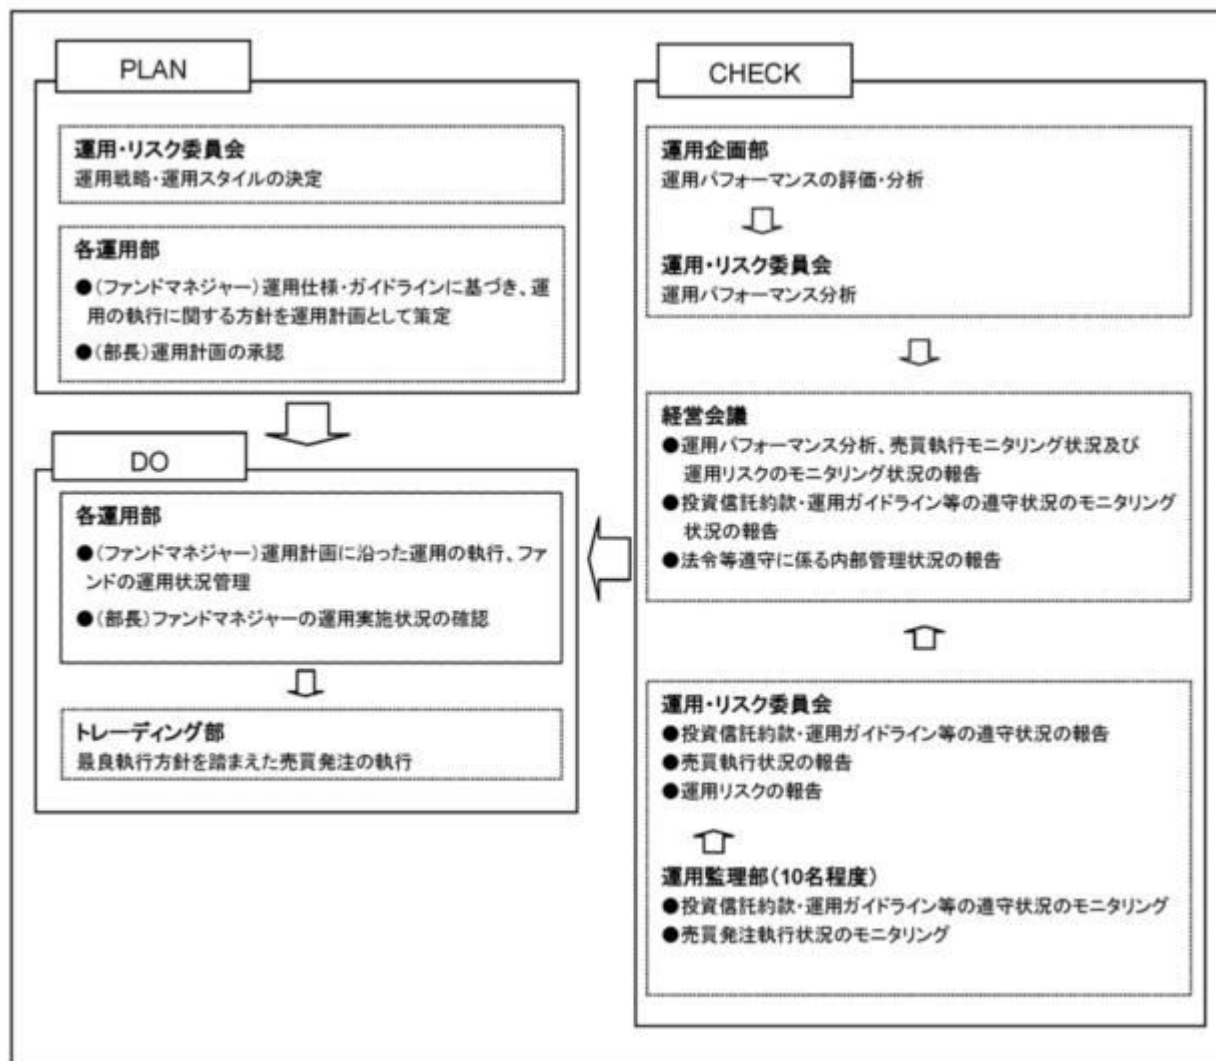 PLAN
運用・リスク委員会
運用戦略・運用スタイルの決定
各運用部
●(ファンドマネジャー)運用仕様・ガイドラインに基づき、運
用の執行に関する方針を運用計画として策定
●(部長)運用計画の承認
DO
各運用部
●(ファンドマネジャー)運用計画に沿った運用の執行、ファ
ンドの運用状況管理
●(部長)ファンドマネジャーの運用実施状況の確認
トレーディング部
最良執行方針を踏まえた売買発注の執行
CHECK
運用企画部
運用パフォーマンスの評価・分析
運用・リスク委員会
運用パフォーマンス分析
経営会議
●運用パフォーマンス分析、売買執行モニタリング状況及び
運用リスクのモニタリング状況の報告
●投資信託約款・運用ガイドライン等の遵守状況のモニタリング
状況の報告
●法令等遵守に係る内部管理状況の報告
運用・リスク委員会
●投資信託約款・運用ガイドライン等の遵守状況の報告
●売買執行状況の報告
●運用リスクの報告
運用監理部(10名程度)
●投資信託約款・運用ガイドライン等の遵守状況のモニタリング
●売買発注執行状況のモニタリング